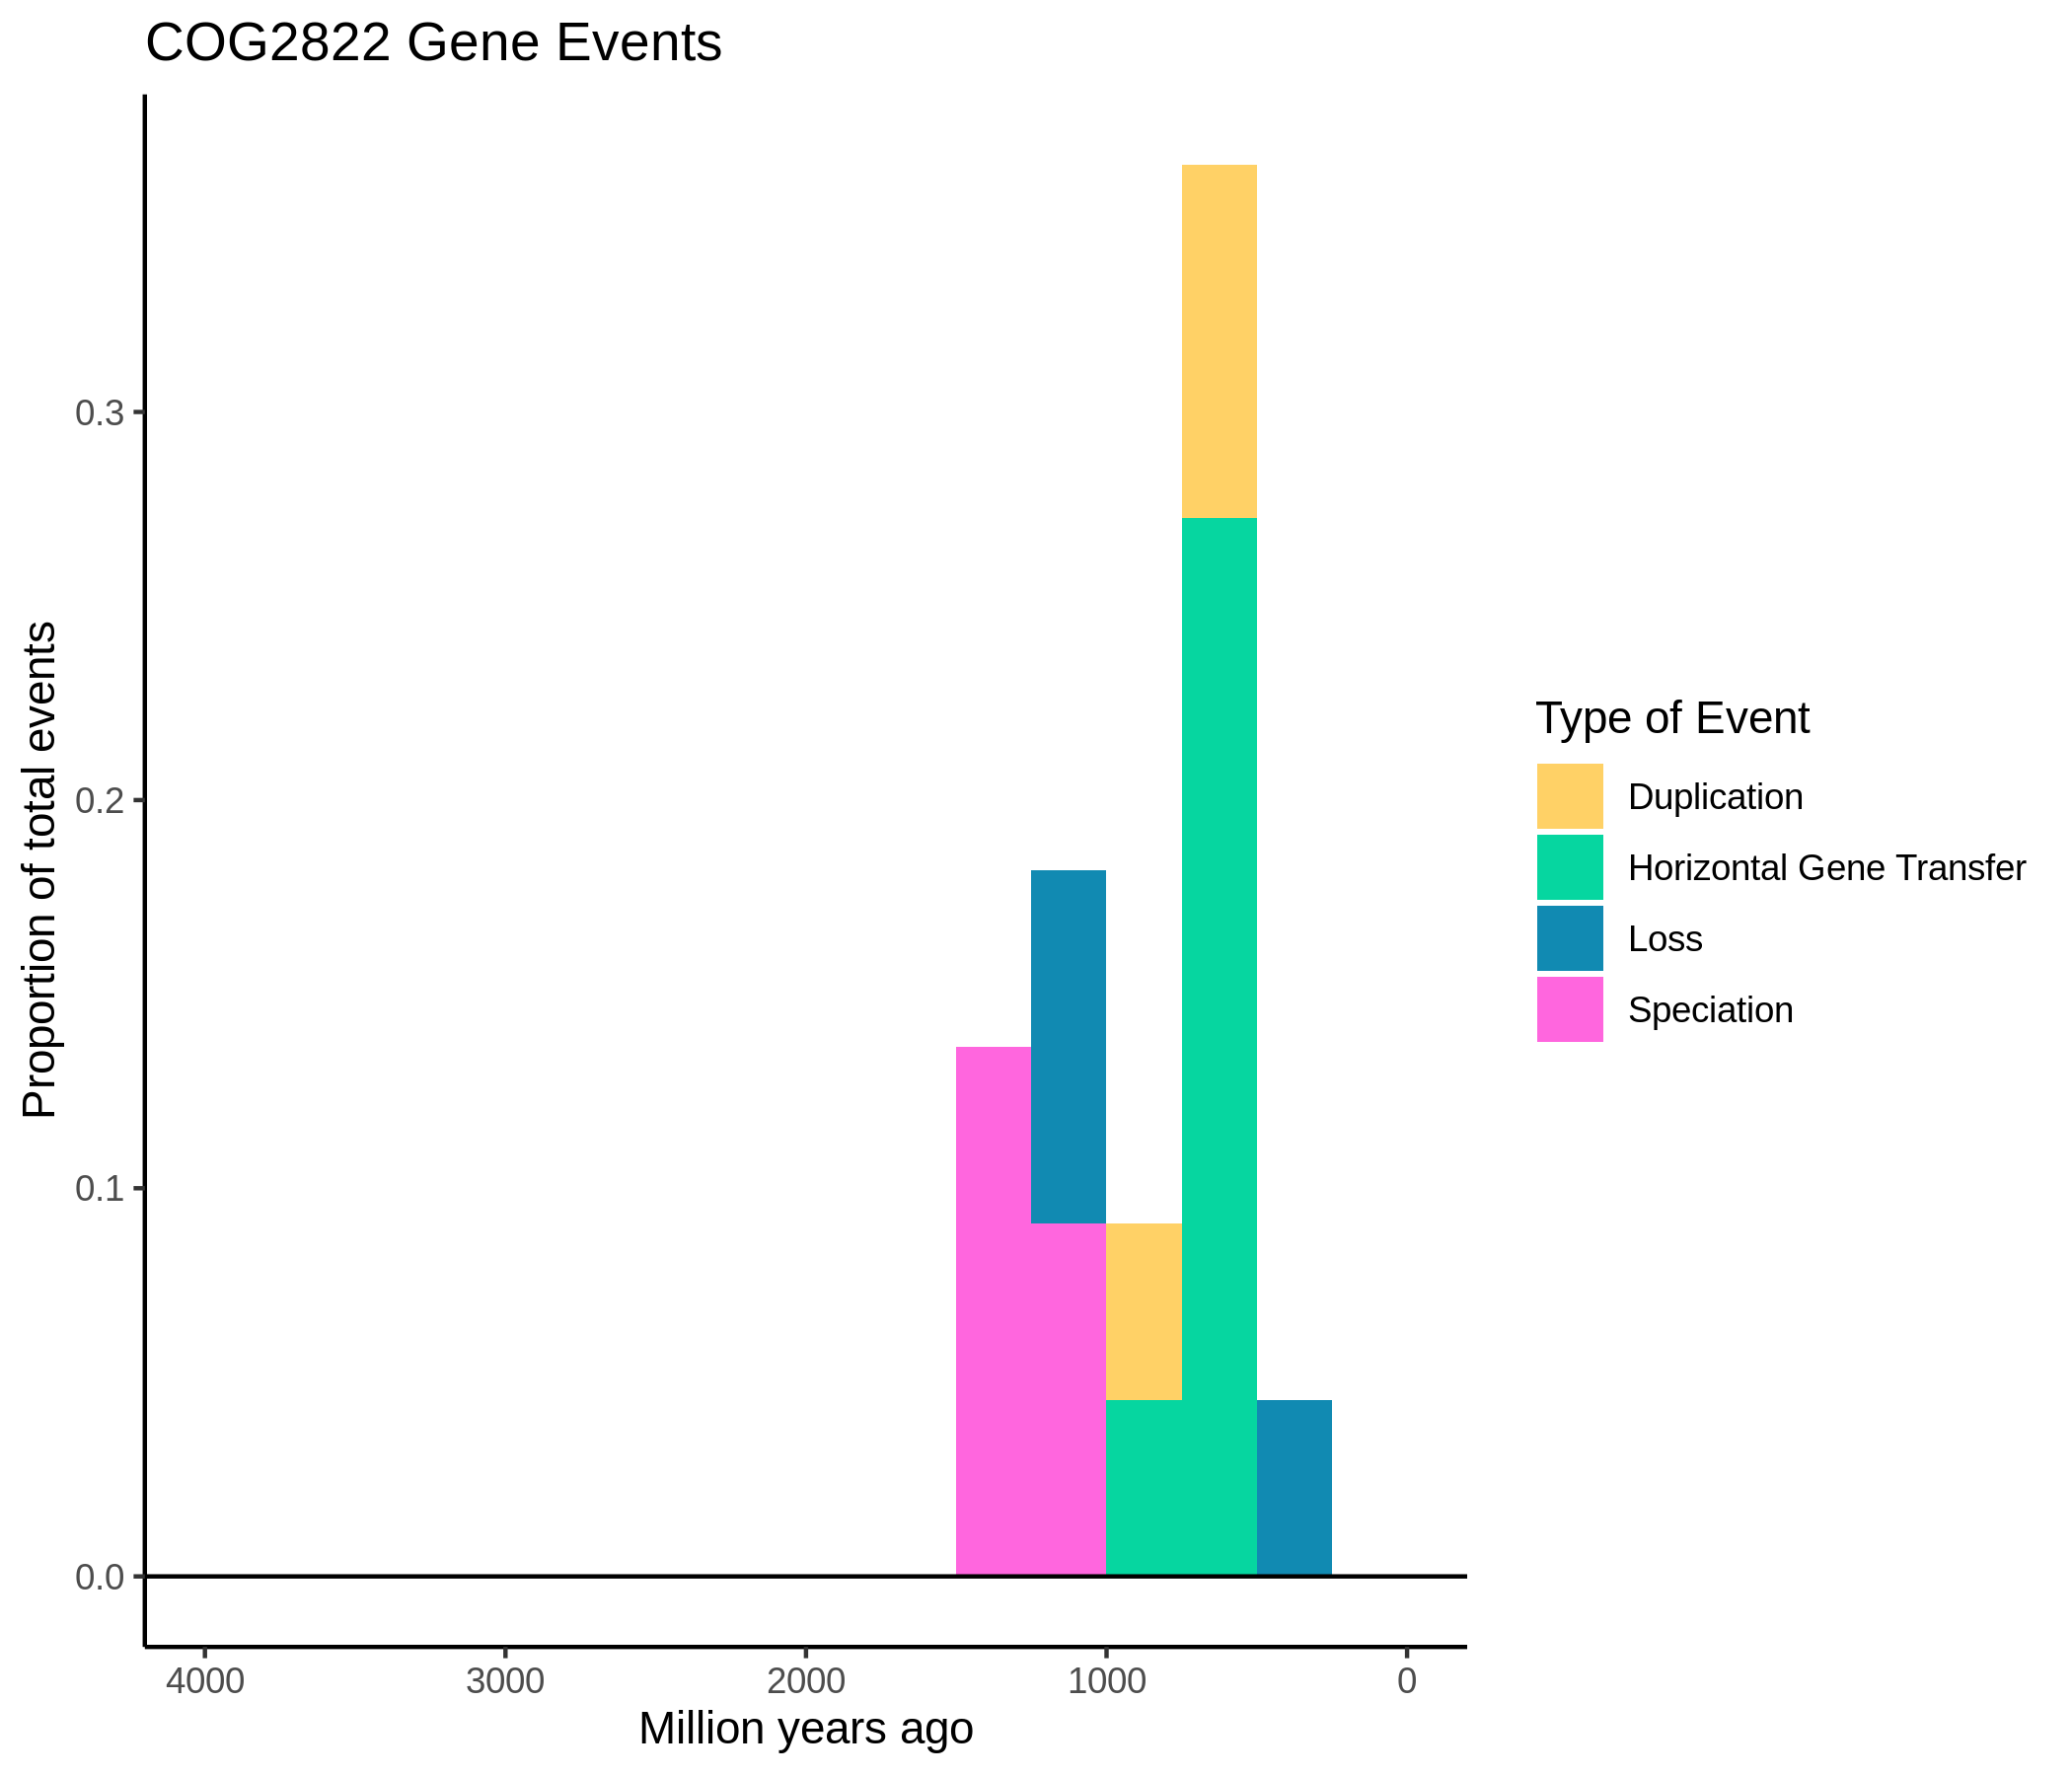 COG2822 Gene Events
Proportion of total events
0.3
0.2
0.1
0.0
4000 3000 2000 1000 0
Million years ago
Type of Event
Duplication
Horizontal Gene Transfer
Loss
Speciation